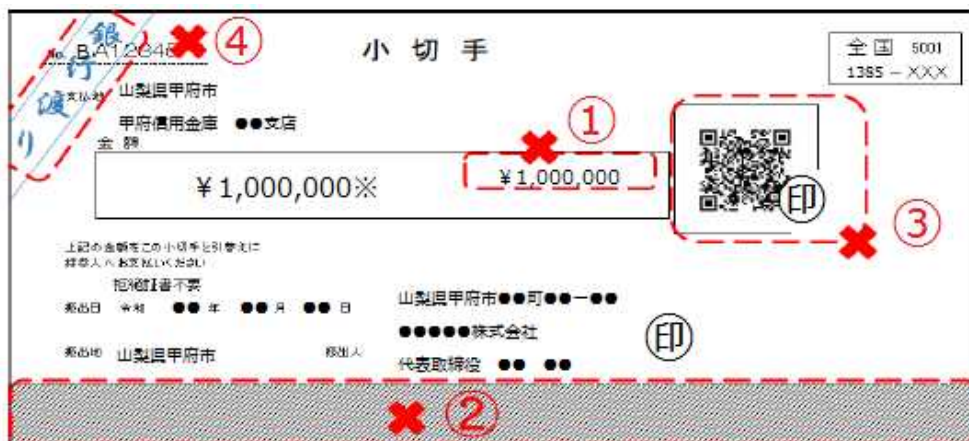 銀行渡り
No. BA12345
④
小切手
全国 5001
1385-XXX
支払地 山梨県甲府市
甲府信用金庫 ●●支店
金額
①
¥1,000,000※
¥1,000,000
印
③
上記の金額をこの小切手と引替えに
持参人へお支払いください
拒絶証書不要
振出日 令和 ●●年 ●●月 ●●日
山梨県甲府市●●町●●ー●●
●●●●●株式会社
印
振出地 山梨県甲府市
振出人
代表取締役 ●● ●●
②